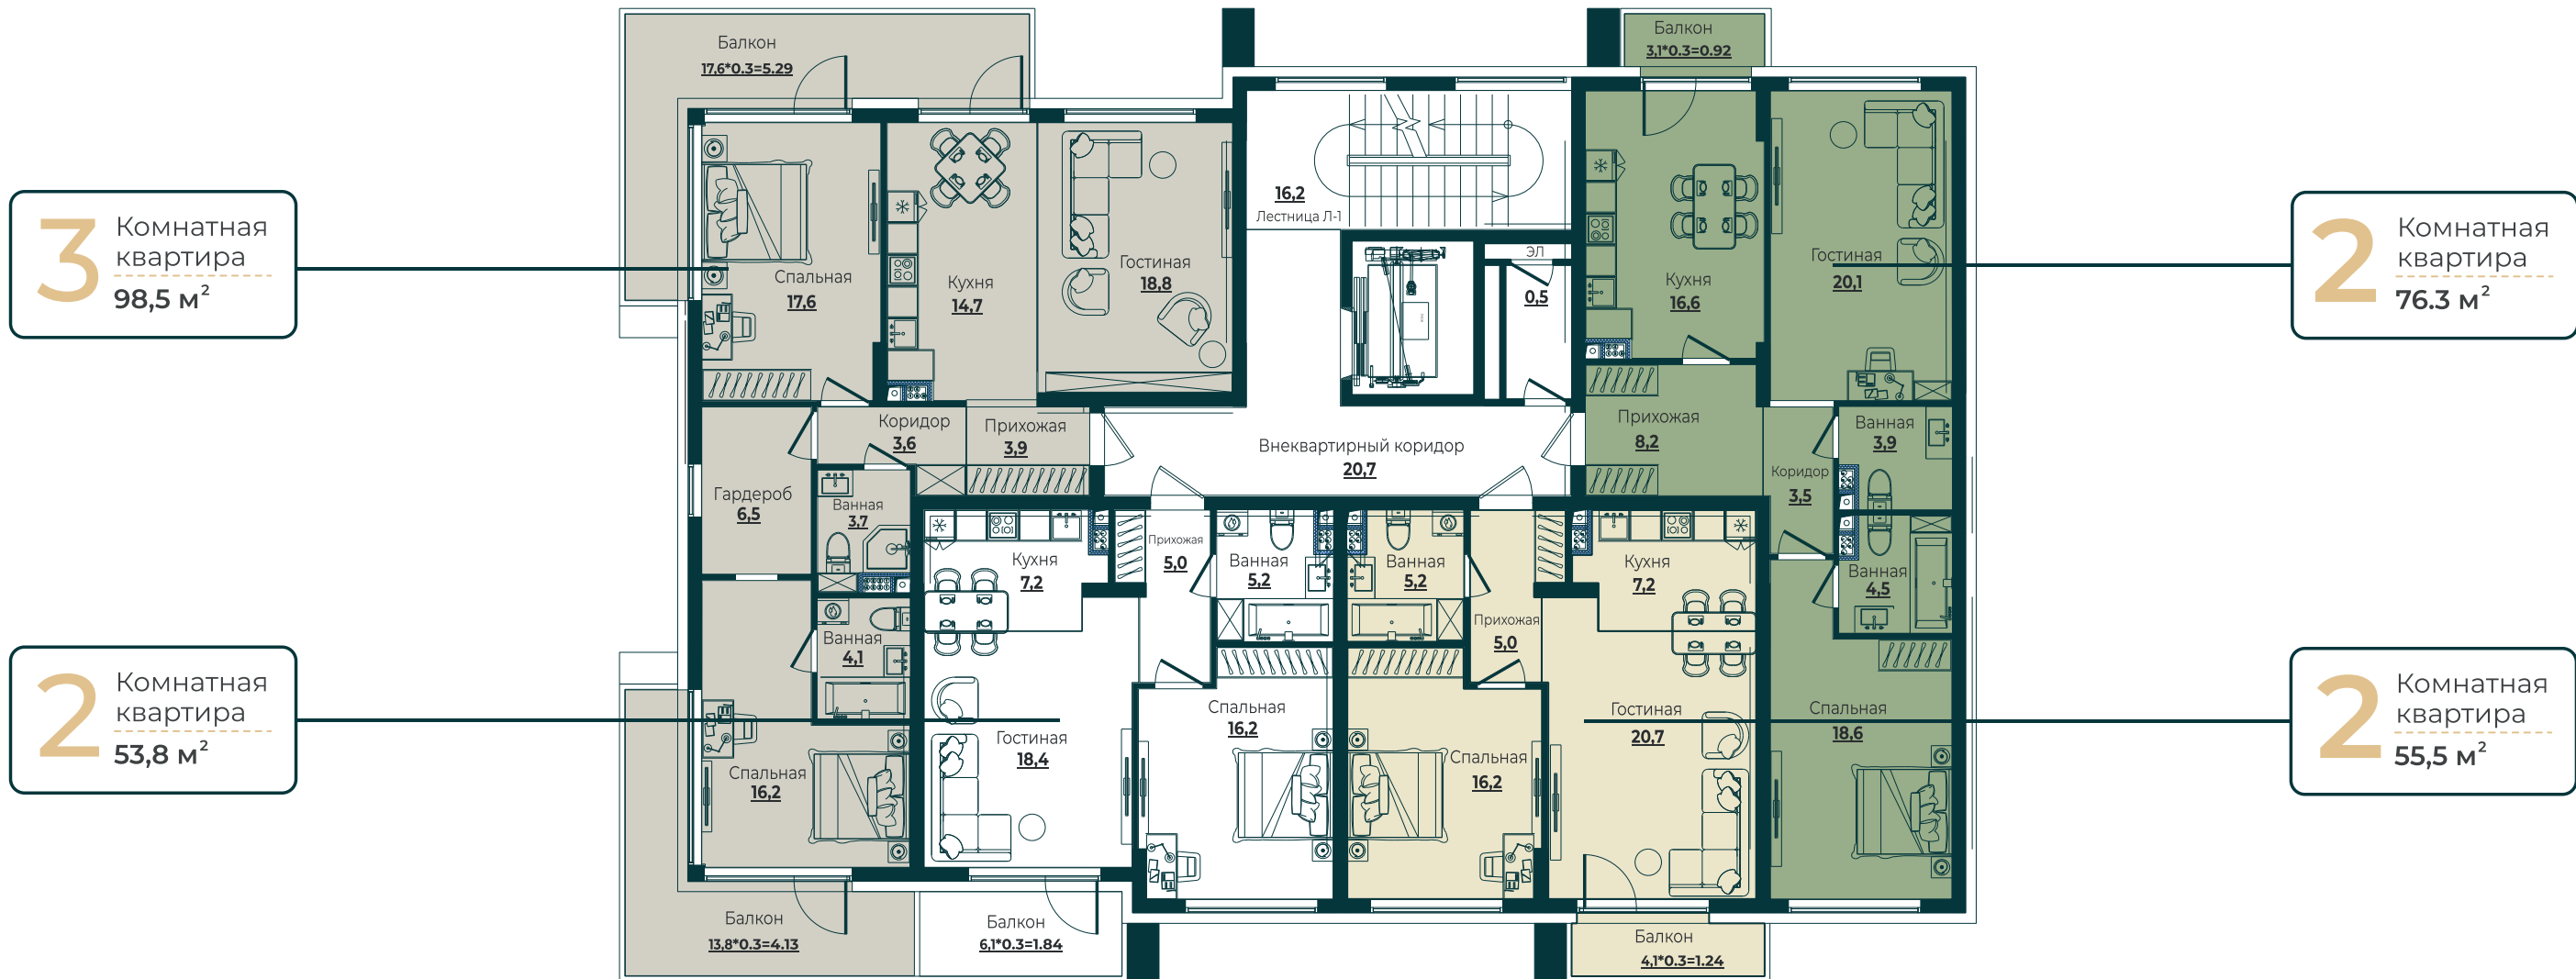 Балкон
17,6*0.3=5.29
Балкон
3,1*0.3=0.92
3
Комнатная
квартира
98,5 м²
2
Комнатная
квартира
76.3 м²
Спальная
17,6
Кухня
14,7
Гостиная
18,8
16,2
Лестница Л-1
ЭЛ
0,5
Кухня
16,6
Гостиная
20,1
Коридор
3,6
Прихожая
3,9
Внеквартирный коридор
20,7
Прихожая
8,2
Ванная
3,9
Коридор
3,5
Гардероб
6,5
Ванная
3,7
Кухня
7,2
Прихожая
5,0
Ванная
5,2
Ванная
5,2
Прихожая
5,0
Кухня
7,2
Ванная
4,5
Ванная
4,1
2
Комнатная
квартира
53,8 м²
2
Комнатная
квартира
55,5 м²
Спальная
16,2
Гостиная
18,4
Спальная
16,2
Спальная
16,2
Гостиная
20,7
Спальная
18,6
Балкон
13,8*0.3=4.13
Балкон
6,1*0.3=1.84
Балкон
4,1*0.3=1.24